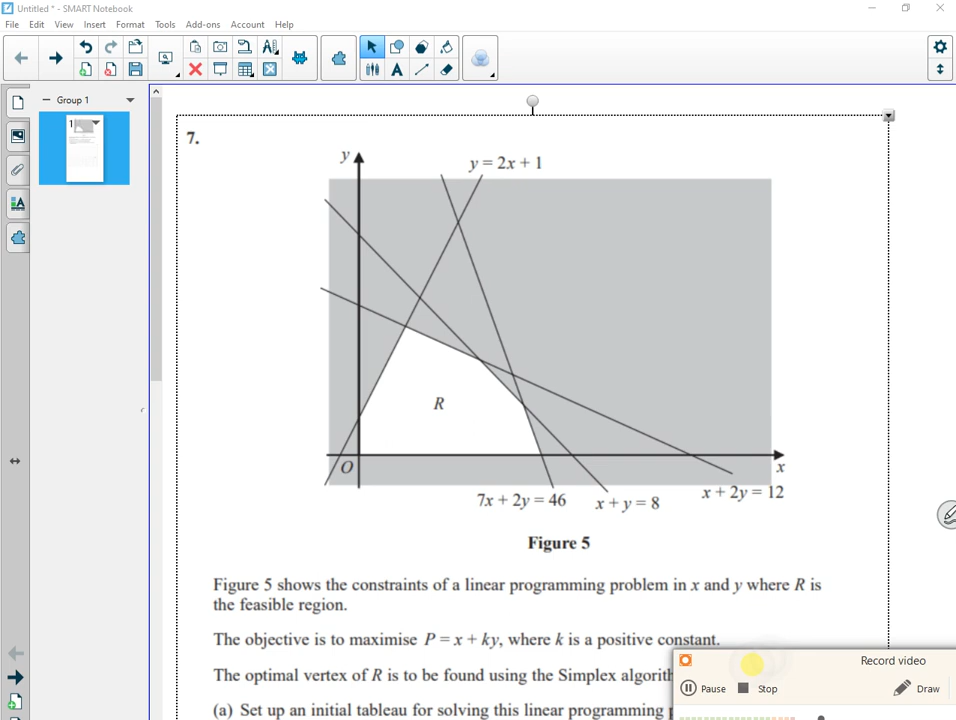 Untitled * - SMART Notebook
File Edit View Insert Format Tools Add-ons Account Help
Group 1
1
7.
y
y = 2x + 1
R
O
x
7x + 2y = 46
x + y = 8
x + 2y = 12
Figure 5
Figure 5 shows the constraints of a linear programming problem in x and y where R is
the feasible region.
The objective is to maximise P = x + ky, where k is a positive constant.
The optimal vertex of R is to be found using the Simplex algorith
(a) Set up an initial tableau for solving this linear programming
Record video
Pause Stop Draw